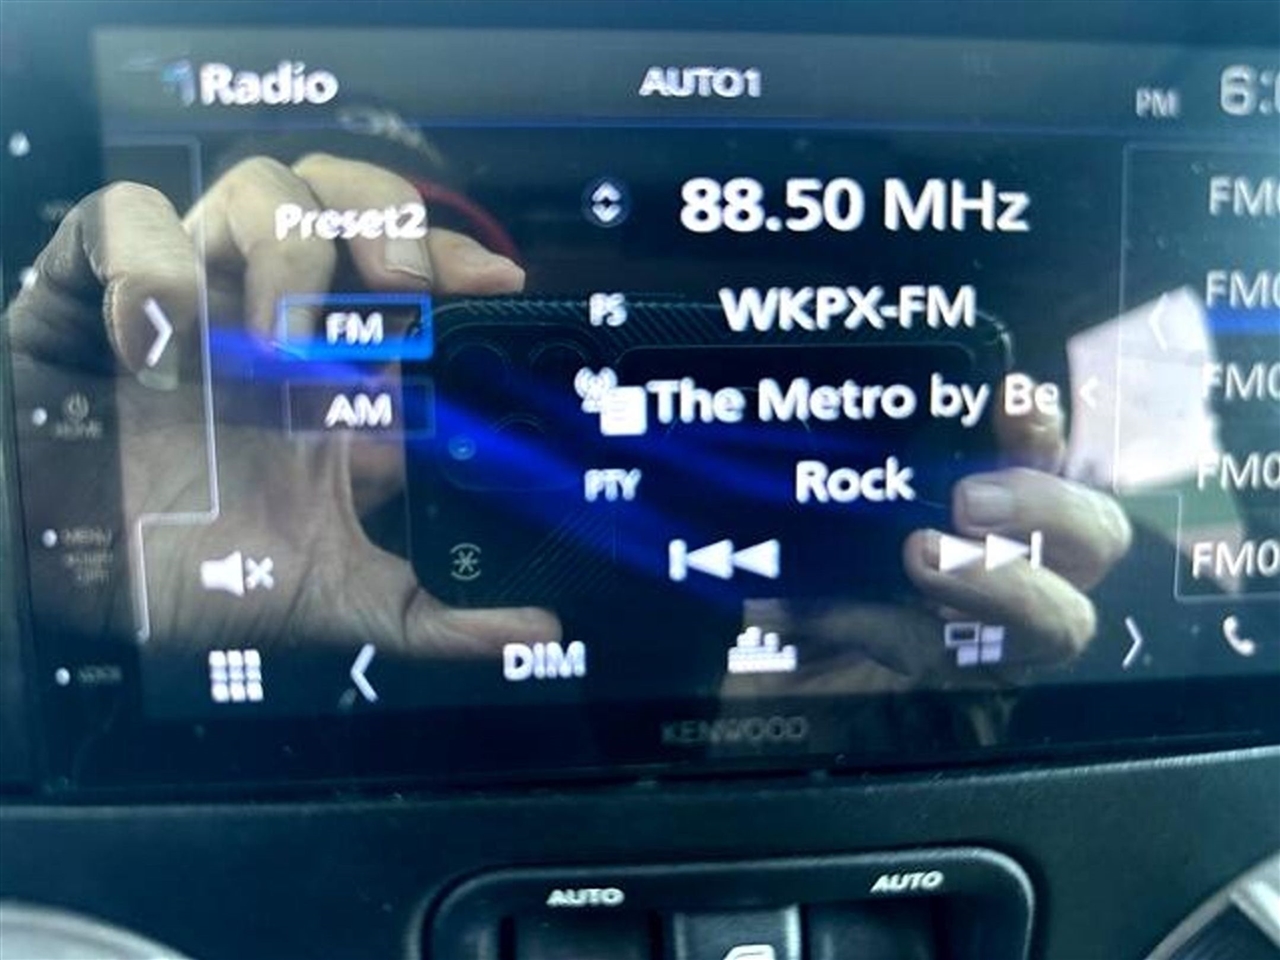 Radio AUTO1 PM
88.50 MHz
Preset2
PS WKPX-FM
FM
The Metro by Be
AM
PTY Rock
MENU
DIM
KENWOOD
AUTO AUTO